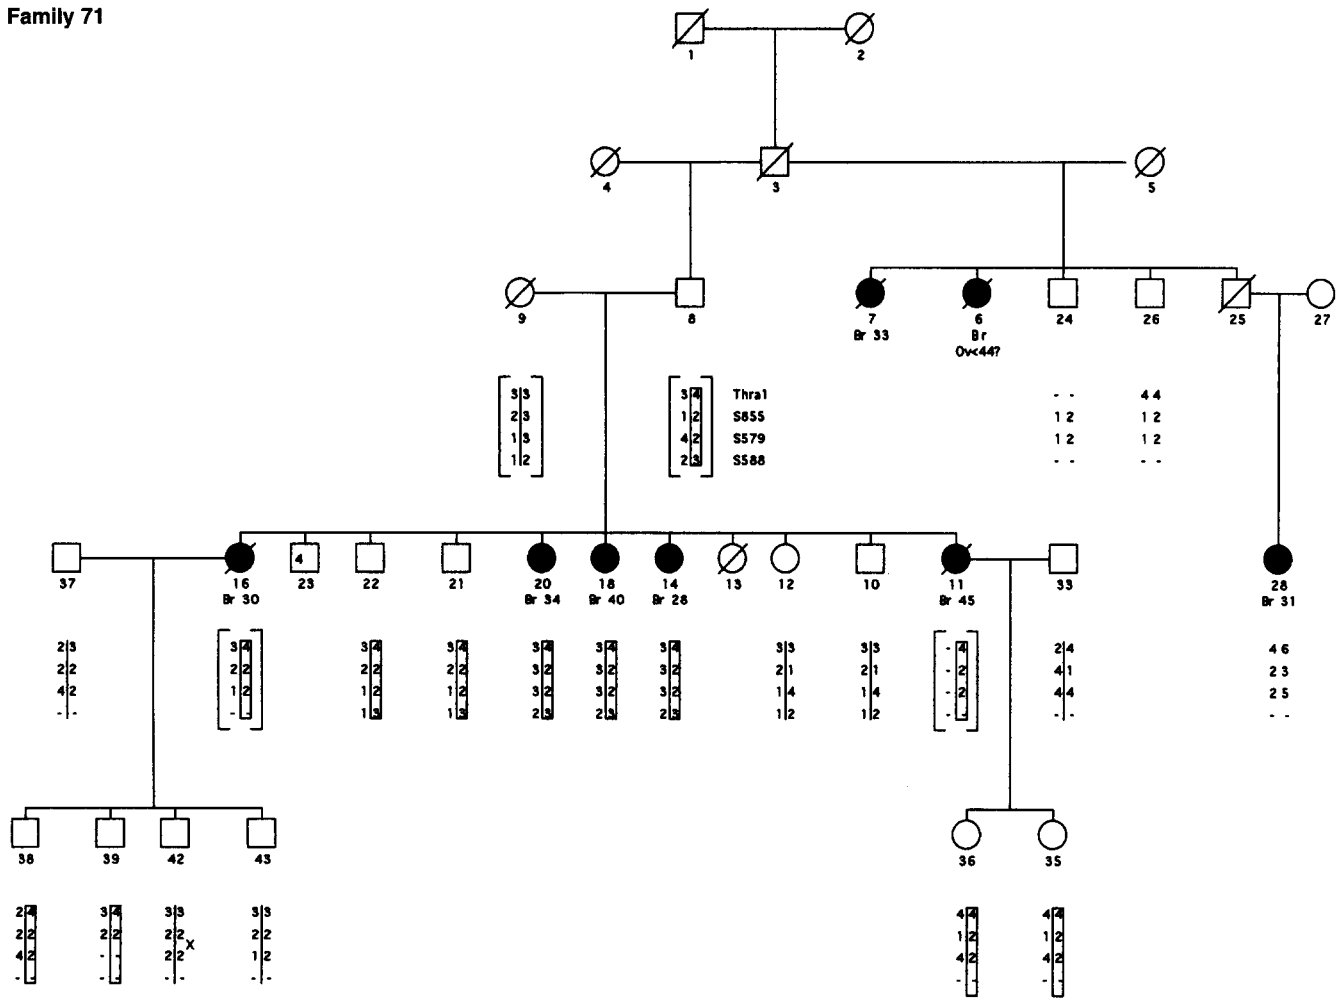 Family 71
1 2
4 3 5
9 8 7 6 24 26 25 27
Br 33 Br
Ov<44?
3 3 3 4 Thra1 - - 4 4
2 3 1 2 S855 1 2 1 2
1 3 4 2 S579 1 2 1 2
1 2 2 3 S588 - - - -
4
37 16 23 22 21 20 18 14 13 12 10 11 33 28
Br 30 Br 34 Br 40 Br 28 Br 45 Br 31
2 3 3 4 3 4 3 4 3 4 3 4 3 4 3 3 3 3 - 4 2 4 4 6
2 2 2 2 2 2 2 2 3 2 3 2 3 2 2 1 2 1 - 2 4 1 2 3
4 2 1 2 1 2 1 2 3 2 3 2 3 2 1 4 1 4 - 2 4 4 2 5
- - - - 1 3 1 3 2 3 2 3 2 3 1 2 1 2 - - - - - -
38 39 42 43 36 35
2 4 3 4 3 3 3 3 4 4 4 4
2 2 2 2 2 2 2 2 1 2 1 2
X
4 2 - - 2 2 1 2 4 2 4 2
- - - - - - - - - - - -